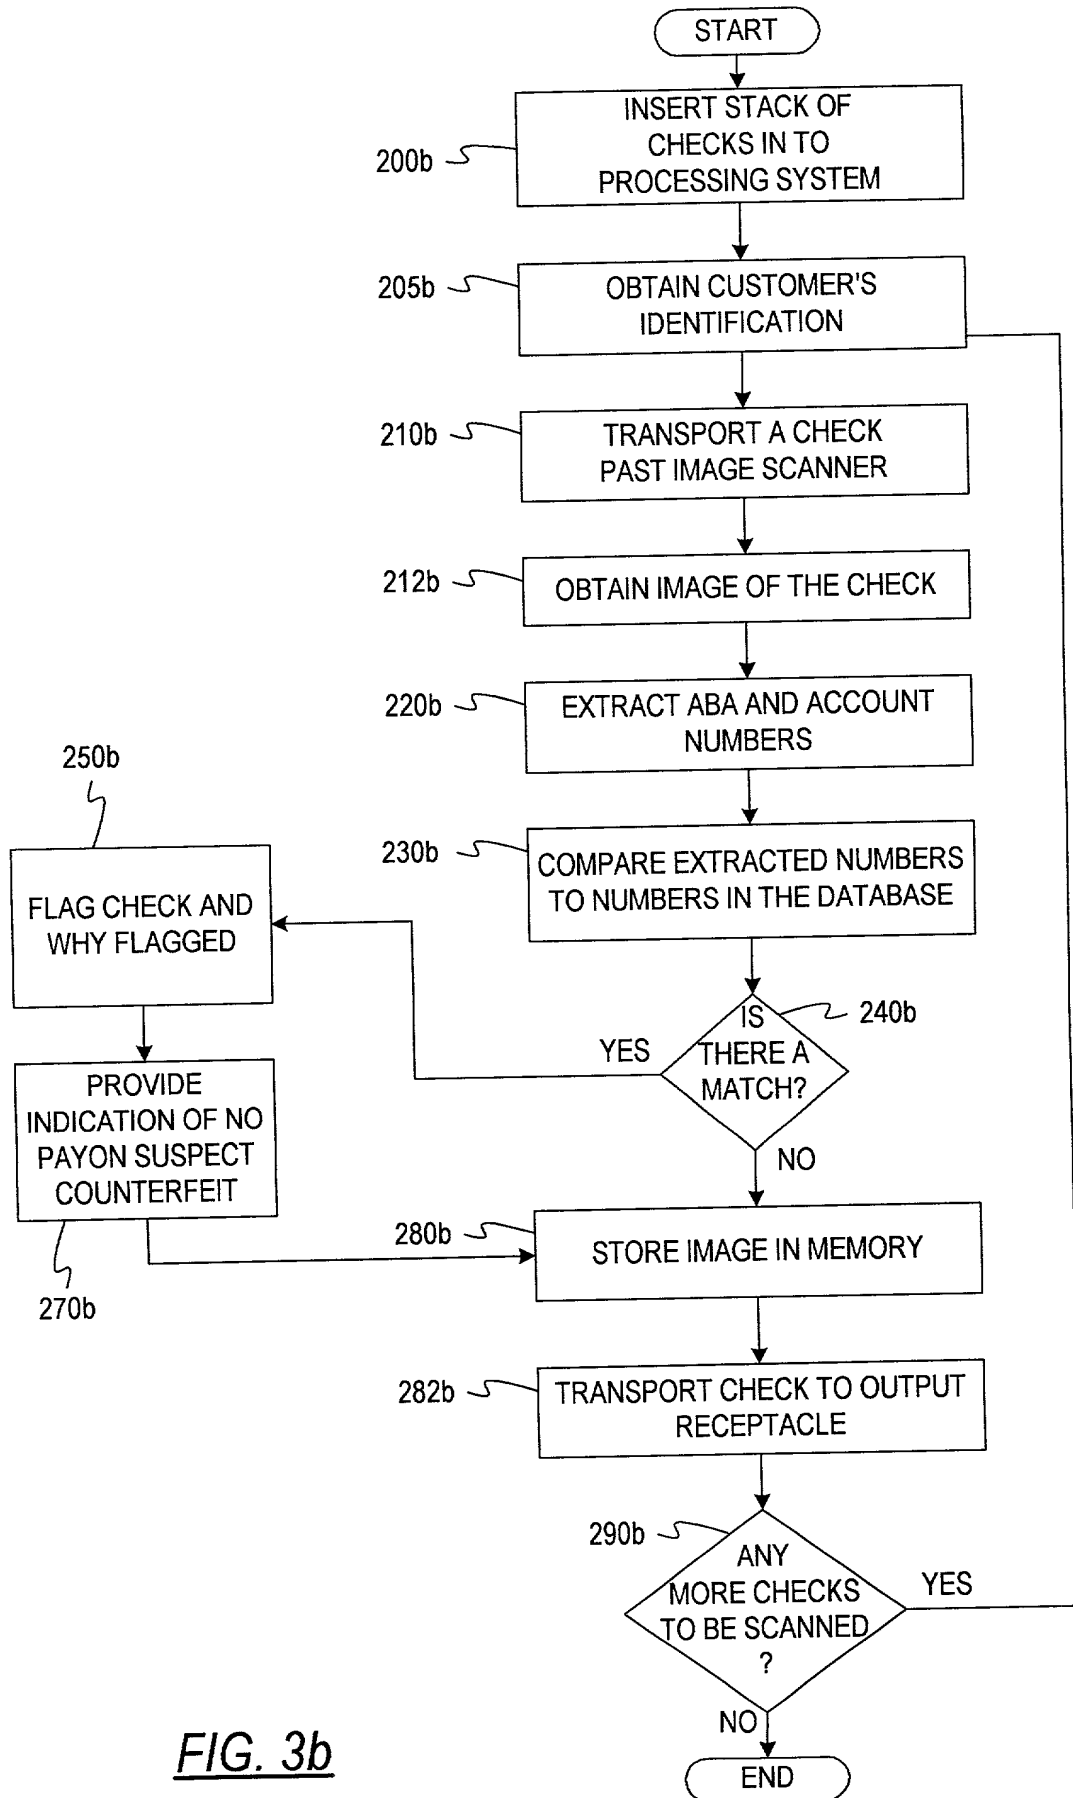 START
INSERT STACK OF
CHECKS IN TO
PROCESSING SYSTEM
200b
OBTAIN CUSTOMER'S
IDENTIFICATION
205b
TRANSPORT A CHECK
PAST IMAGE SCANNER
210b
OBTAIN IMAGE OF THE CHECK
212b
EXTRACT ABA AND ACCOUNT
NUMBERS
220b
COMPARE EXTRACTED NUMBERS
TO NUMBERS IN THE DATABASE
230b
IS
THERE A
MATCH?
240b
YES
NO
250b
FLAG CHECK AND
WHY FLAGGED
PROVIDE
INDICATION OF NO
PAYON SUSPECT
COUNTERFEIT
270b
280b
STORE IMAGE IN MEMORY
282b
TRANSPORT CHECK TO OUTPUT
RECEPTACLE
290b
ANY
MORE CHECKS
TO BE SCANNED
?
YES
NO
END
FIG. 3b